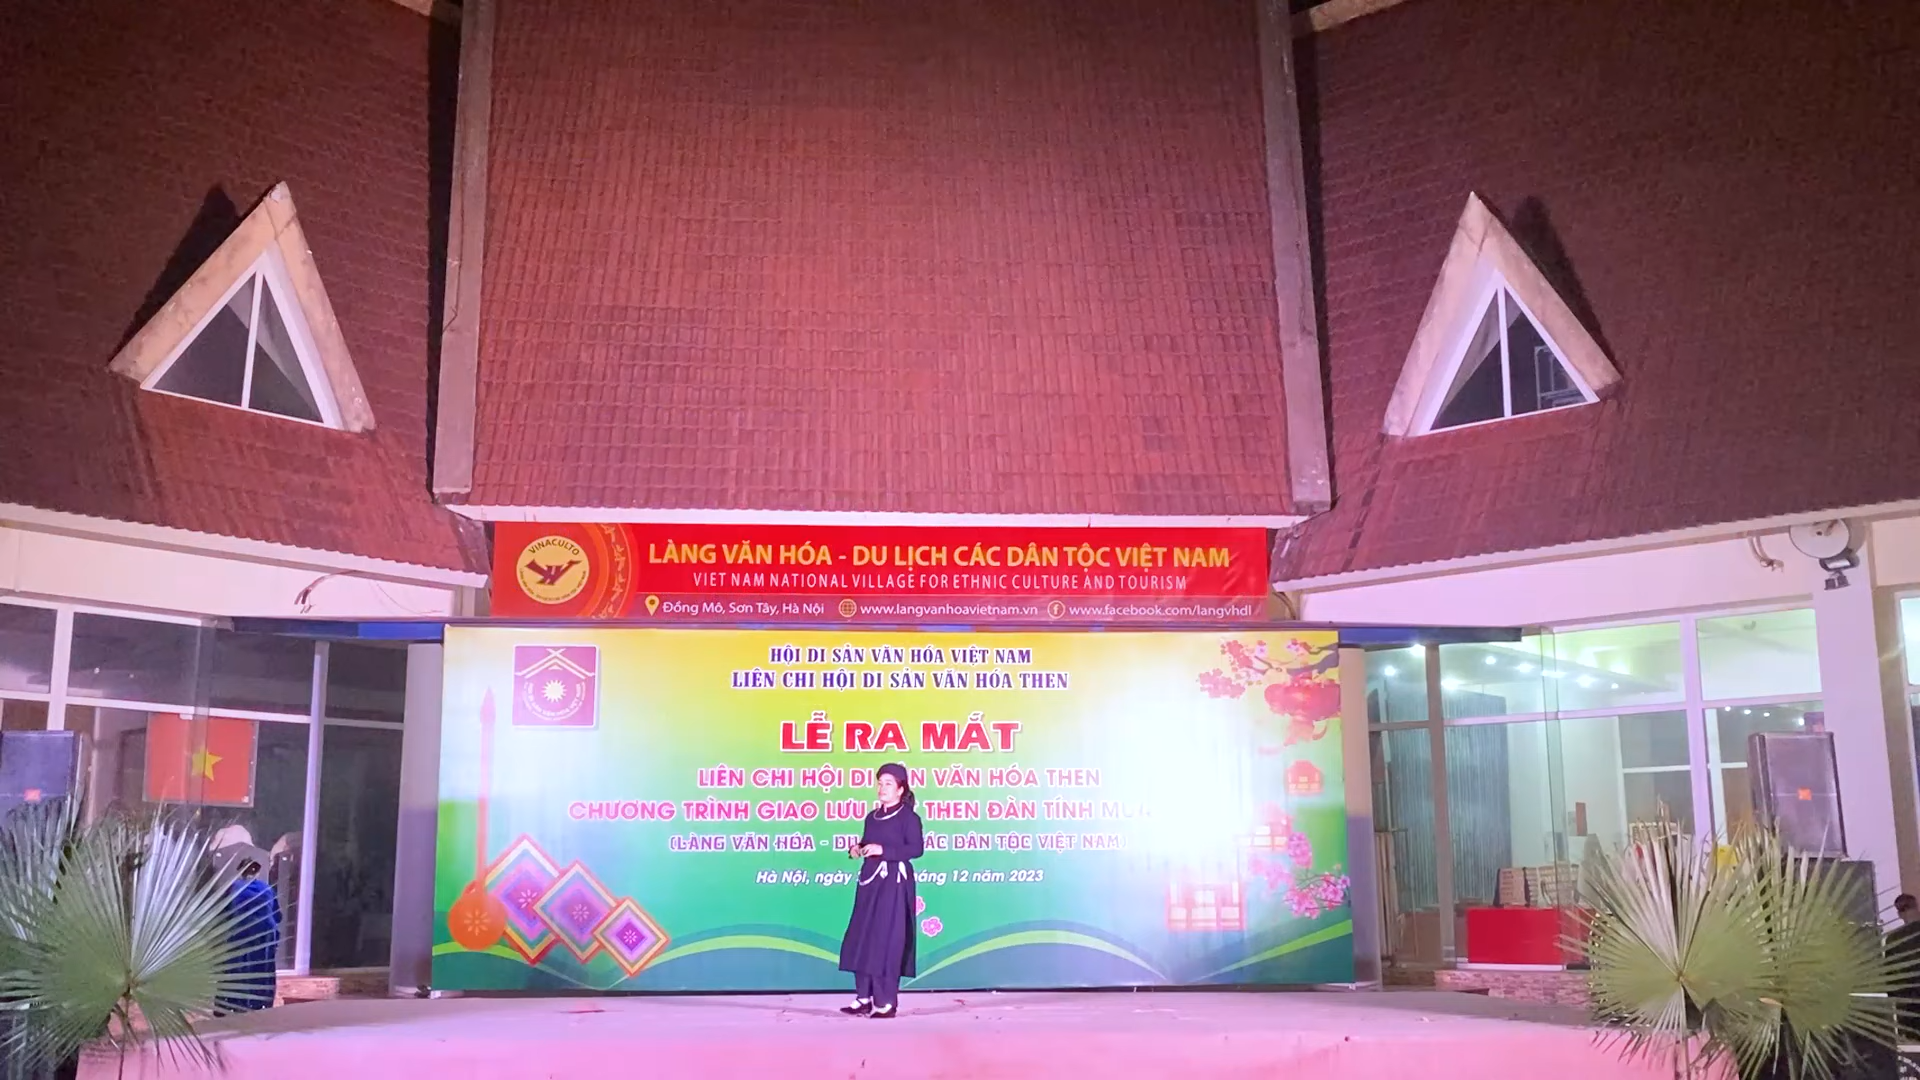 VINACULTO
LÀNG VĂN HÓA - DU LỊCH CÁC DÂN TỘC VIỆT NAM
VIET NAM NATIONAL VILLAGE FOR ETHNIC CULTURE AND TOURISM
Đồng Mô, Sơn Tây, Hà Nội www.langvanhoavietnam.vn www.facebook.com/langvhdl
HỘI DI SẢN VĂN HÓA VIỆT NAM
LIÊN CHI HỘI DI SẢN VĂN HÓA THEN
LỄ RA MẮT
LIÊN CHI HỘI DI VĂN HÓA THEN
CHƯƠNG TRÌNH GIAO LƯU THEN ĐÀN TÍNH
(LÀNG VĂN HÓA - DU DÂN TỘC VIỆT NAM)
Hà Nội, ngày 12 năm 2023